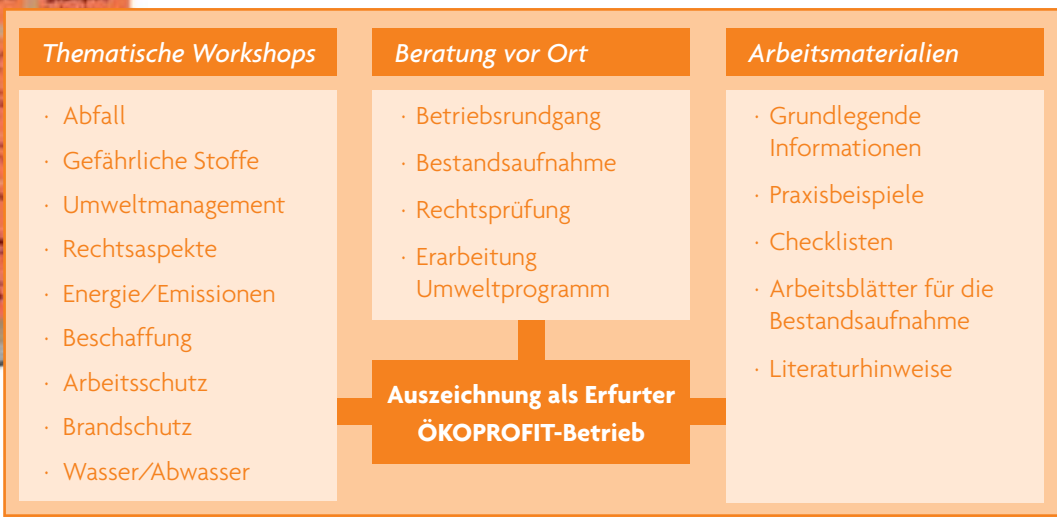 Thematische Workshops
· Abfall
· Gefährliche Stoffe
· Umweltmanagement
· Rechtsaspekte
· Energie/Emissionen
· Beschaffung
· Arbeitsschutz
· Brandschutz
· Wasser/Abwasser
Beratung vor Ort
· Betriebsrundgang
· Bestandsaufnahme
· Rechtsprüfung
· Erarbeitung
Umweltprogramm
Auszeichnung als Erfurter
ÖKOPROFIT-Betrieb
Arbeitsmaterialien
· Grundlegende
Informationen
· Praxisbeispiele
· Checklisten
· Arbeitsblätter für die
Bestandsaufnahme
· Literaturhinweise